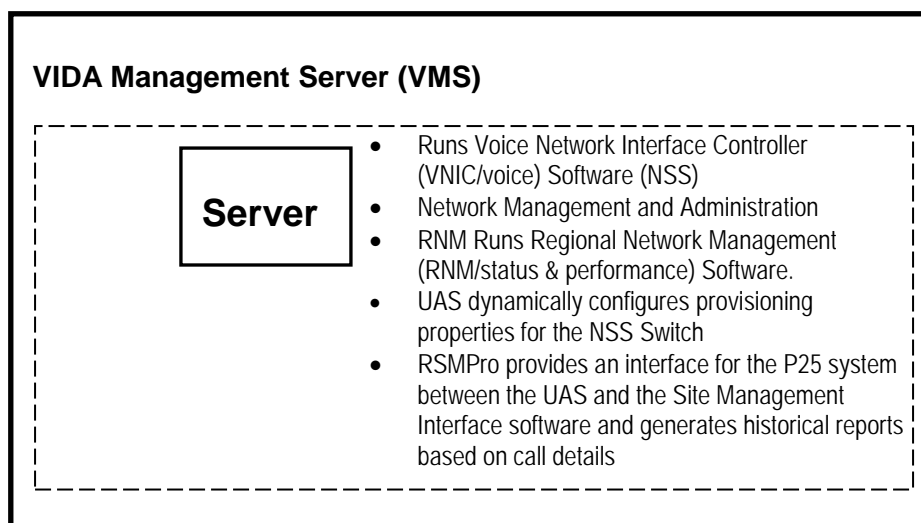 VIDA Management Server (VMS)
Server
• Runs Voice Network Interface Controller
(VNIC/voice) Software (NSS)
• Network Management and Administration
• RNM Runs Regional Network Management
(RNM/status & performance) Software.
• UAS dynamically configures provisioning
properties for the NSS Switch
• RSMPro provides an interface for the P25 system
between the UAS and the Site Management
Interface software and generates historical reports
based on call details